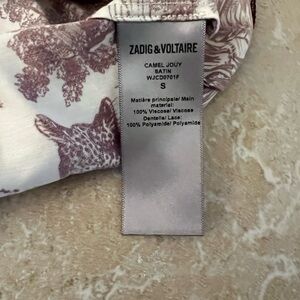 ZADIG&VOLTAIRE
CAMEL JOUY
SATIN
WJCD0701F
S
Matière principale/ Main
material:
100% Viscose/ Viscose
Dentelle/ Lace:
100% Polyamide/ Polyamide